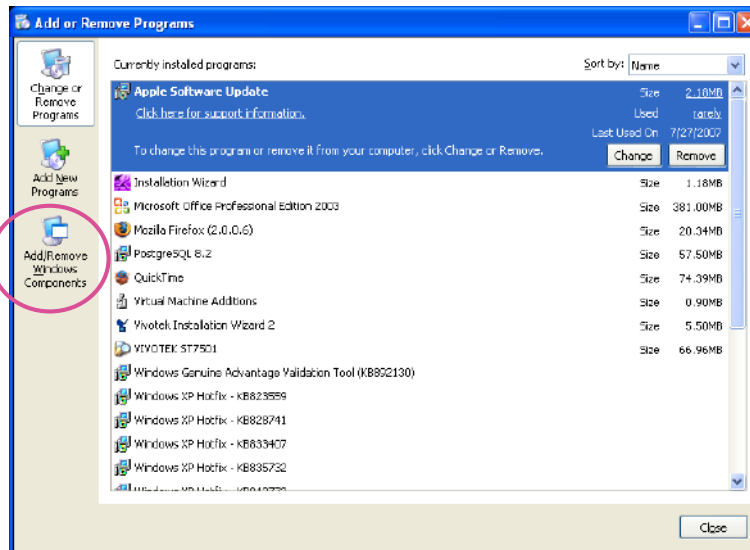 Add or Remove Programs
Change or
Remove
Programs
Add New
Programs
Add/Remove
Windows
Components
Currently installed programs:
Sort by: Name
Apple Software Update
Size 2.18MB
Click here for support information.
Used rarely
Last Used On 7/27/2007
To change this program or remove it from your computer, click Change or Remove.
Change Remove
Installation Wizard Size 1.18MB
Microsoft Office Professional Edition 2003 Size 381.00MB
Mozilla Firefox (2.0.0.6) Size 20.34MB
PostgreSQL 8.2 Size 57.50MB
QuickTime Size 74.39MB
Virtual Machine Additions Size 0.90MB
Vivotek Installation Wizard 2 Size 5.50MB
VIVOTEK ST7501 Size 66.96MB
Windows Genuine Advantage Validation Tool (KB892130)
Windows XP Hotfix - KB823559
Windows XP Hotfix - KB828741
Windows XP Hotfix - KB833407
Windows XP Hotfix - KB835732
Close